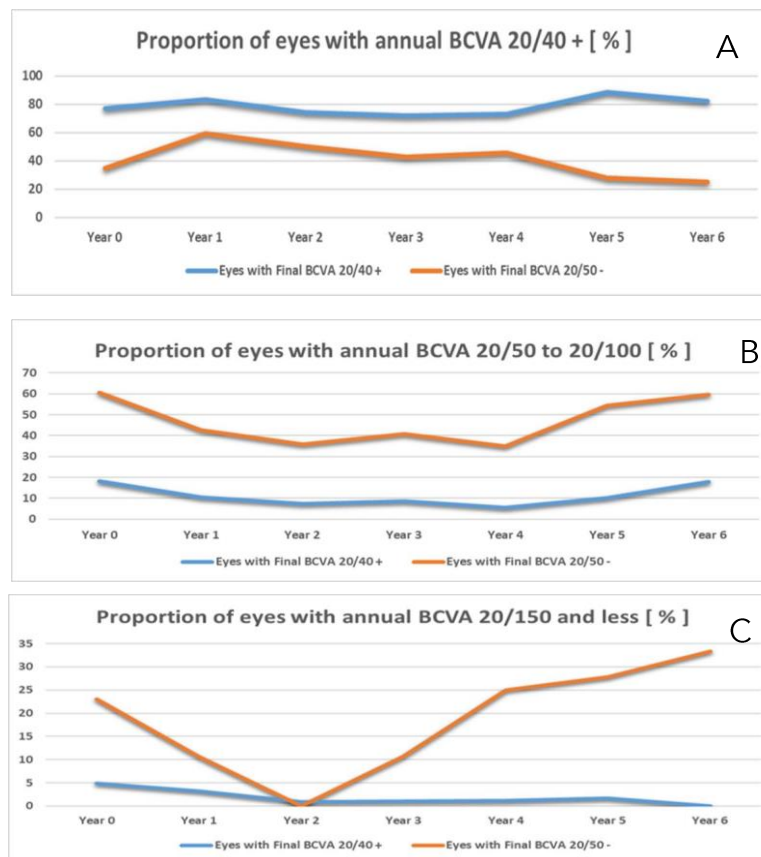 Proportion of eyes with annual BCVA 20/40 + [ % ]
A
100
80
60
40
20
0
Year 0 Year 1 Year 2 Year 3 Year 4 Year 5 Year 6
Eyes with Final BCVA 20/40 + Eyes with Final BCVA 20/50 -
Proportion of eyes with annual BCVA 20/50 to 20/100 [ % ]
B
70
60
50
40
30
20
10
0
Year 0 Year 1 Year 2 Year 3 Year 4 Year 5 Year 6
Eyes with Final BCVA 20/40 + Eyes with Final BCVA 20/50 -
Proportion of eyes with annual BCVA 20/150 and less [ % ]
C
35
30
25
20
15
10
5
0
Year 0 Year 1 Year 2 Year 3 Year 4 Year 5 Year 6
Eyes with Final BCVA 20/40 + Eyes with Final BCVA 20/50 -